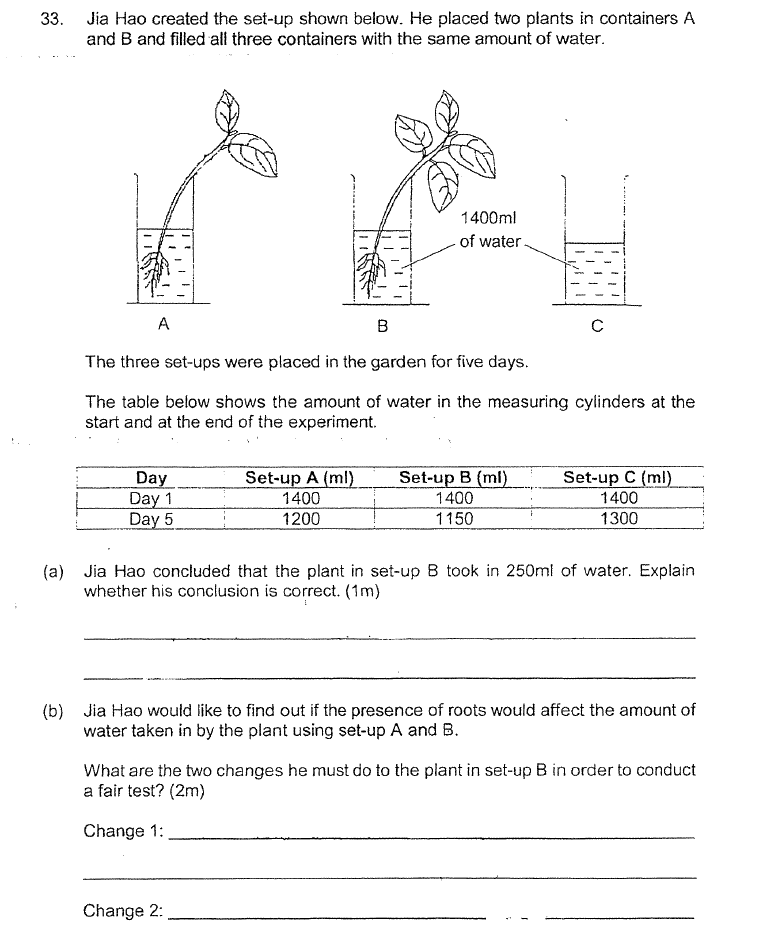 33. Jia Hao created the set-up shown below. He placed two plants in containers A
and B and filled all three containers with the same amount of water.
1400ml
of water
A B C
The three set-ups were placed in the garden for five days.
The table below shows the amount of water in the measuring cylinders at the
start and at the end of the experiment.
Day Set-up A (ml) Set-up B (ml) Set-up C (ml)
Day 1 1400 1400 1400
Day 5 1200 1150 1300
(a) Jia Hao concluded that the plant in set-up B took in 250ml of water. Explain
whether his conclusion is correct. (1m)
(b) Jia Hao would like to find out if the presence of roots would affect the amount of
water taken in by the plant using set-up A and B.
What are the two changes he must do to the plant in set-up B in order to conduct
a fair test? (2m)
Change 1:
Change 2: